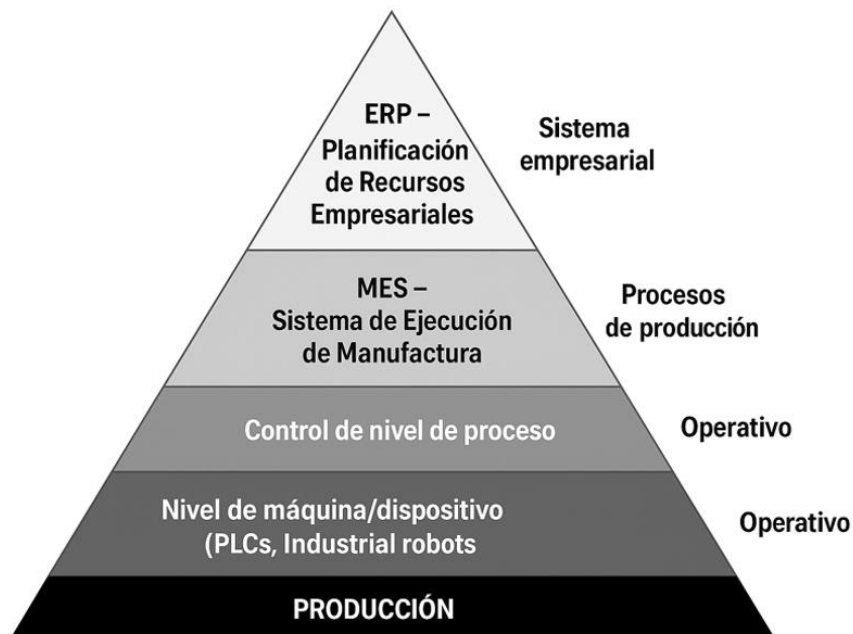 ERP –
Planificación
de Recursos
Empresariales
Sistema
empresarial
MES –
Sistema de Ejecución
de Manufactura
Procesos
de producción
Control de nivel de proceso
Operativo
Nivel de máquina/dispositivo
(PLCs, Industrial robots
Operativo
PRODUCCIÓN